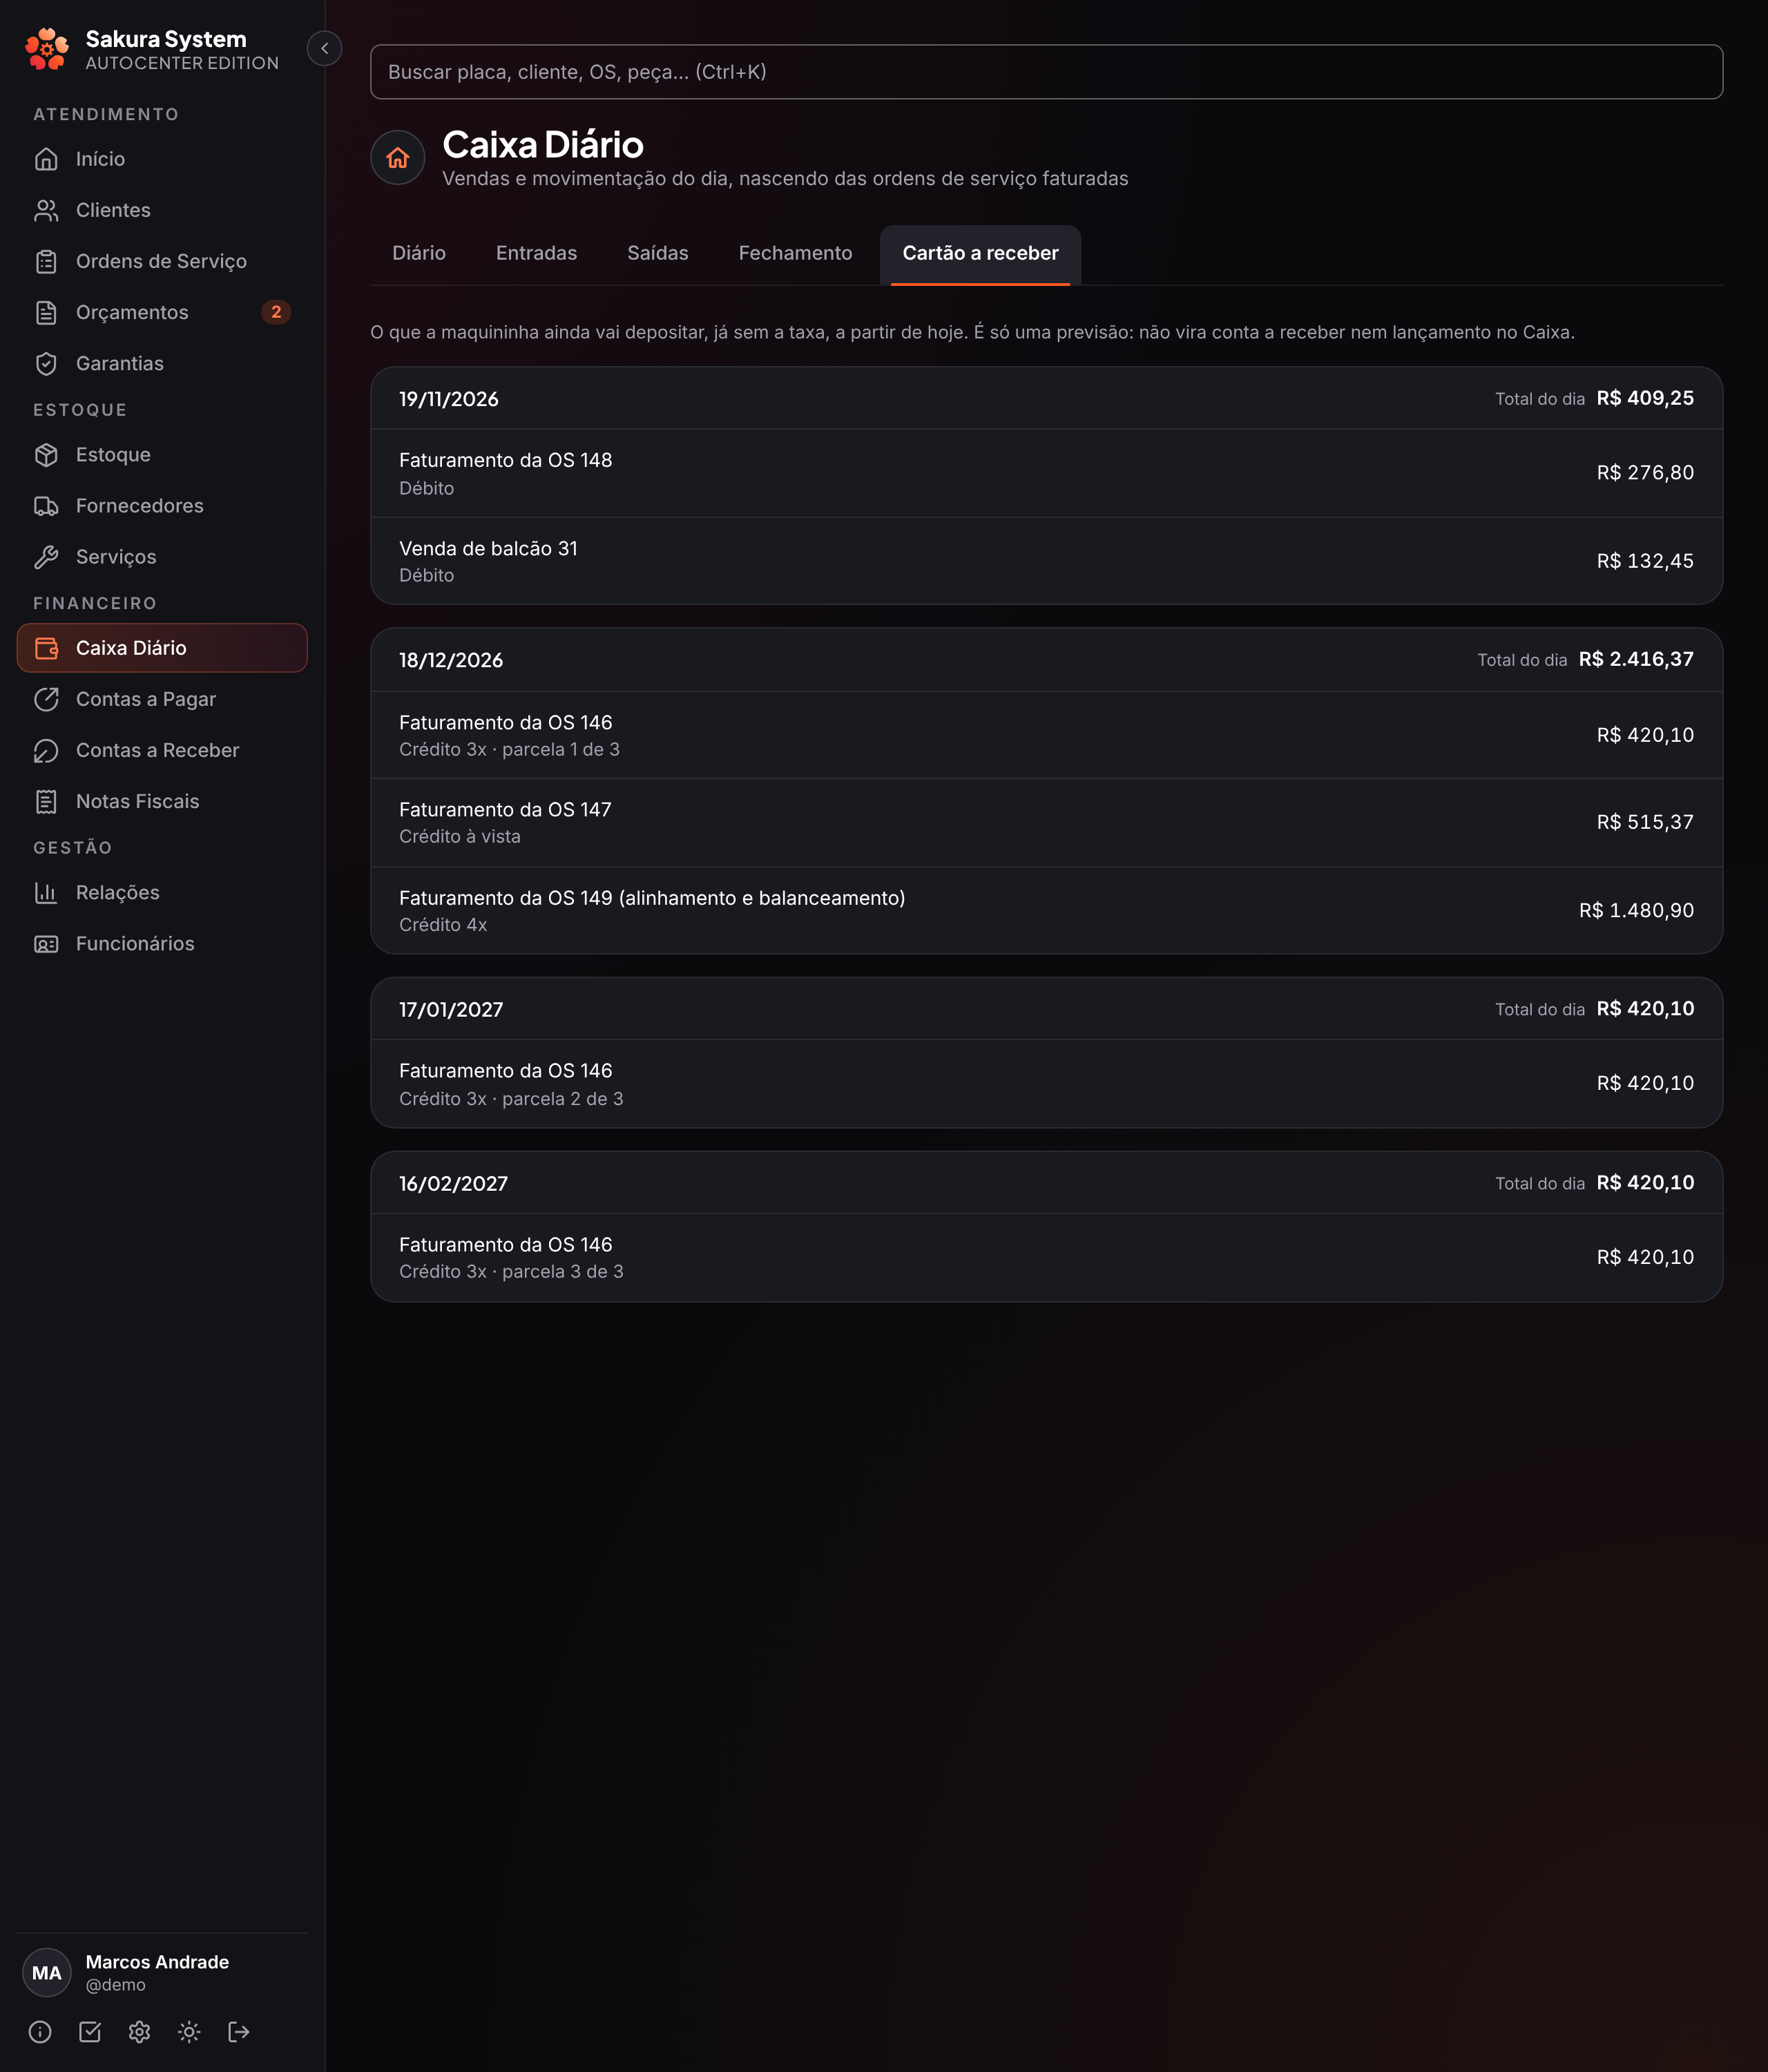 Sakura System
AUTOCENTER EDITION
ATENDIMENTO
Início
Clientes
Ordens de Serviço
Orçamentos 2
Garantias
ESTOQUE
Estoque
Fornecedores
Serviços
FINANCEIRO
Caixa Diário
Contas a Pagar
Contas a Receber
Notas Fiscais
GESTÃO
Relações
Funcionários
MA
Marcos Andrade
@demo
Buscar placa, cliente, OS, peça... (Ctrl+K)
Caixa Diário
Vendas e movimentação do dia, nascendo das ordens de serviço faturadas
Diário Entradas Saídas Fechamento Cartão a receber
O que a maquininha ainda vai depositar, já sem a taxa, a partir de hoje. É só uma previsão: não vira conta a receber nem lançamento no Caixa.
19/11/2026 Total do dia R$ 409,25
Faturamento da OS 148
Débito
R$ 276,80
Venda de balcão 31
Débito
R$ 132,45
18/12/2026 Total do dia R$ 2.416,37
Faturamento da OS 146
Crédito 3x · parcela 1 de 3
R$ 420,10
Faturamento da OS 147
Crédito à vista
R$ 515,37
Faturamento da OS 149 (alinhamento e balanceamento)
Crédito 4x
R$ 1.480,90
17/01/2027 Total do dia R$ 420,10
Faturamento da OS 146
Crédito 3x · parcela 2 de 3
R$ 420,10
16/02/2027 Total do dia R$ 420,10
Faturamento da OS 146
Crédito 3x · parcela 3 de 3
R$ 420,10